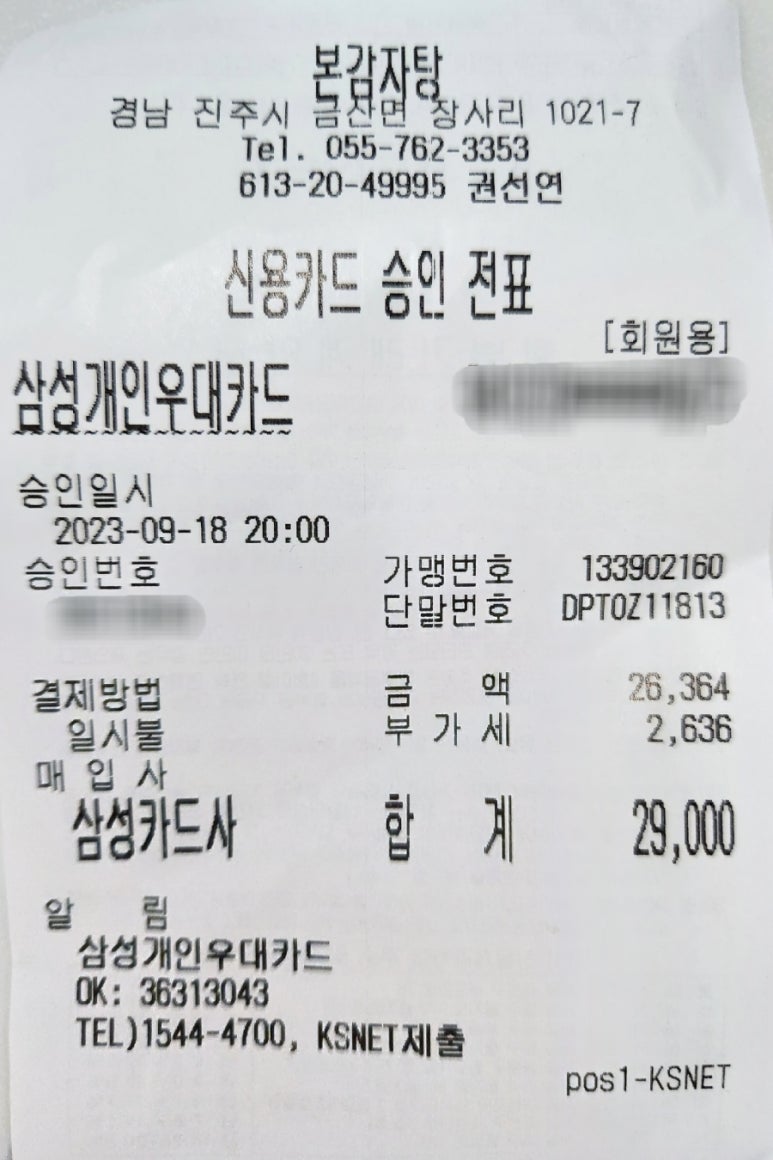 본감자탕
경남 진주시 금산면 장사리 1021-7
Tel. 055-762-3353
613-20-49995 권선연
신용카드 승인 전표
[회원용]
삼성개인우대카드
승인일시
2023-09-18 20:00
승인번호 가맹번호 133902160
단말번호 DPT0Z11813
결제방법 금 액 26,364
일시불 부 가 세 2,636
매 입 사
삼성카드사 합 계 29,000
알 림
삼성개인우대카드
OK: 36313043
TEL)1544-4700, KSNET제출
pos1-KSNET